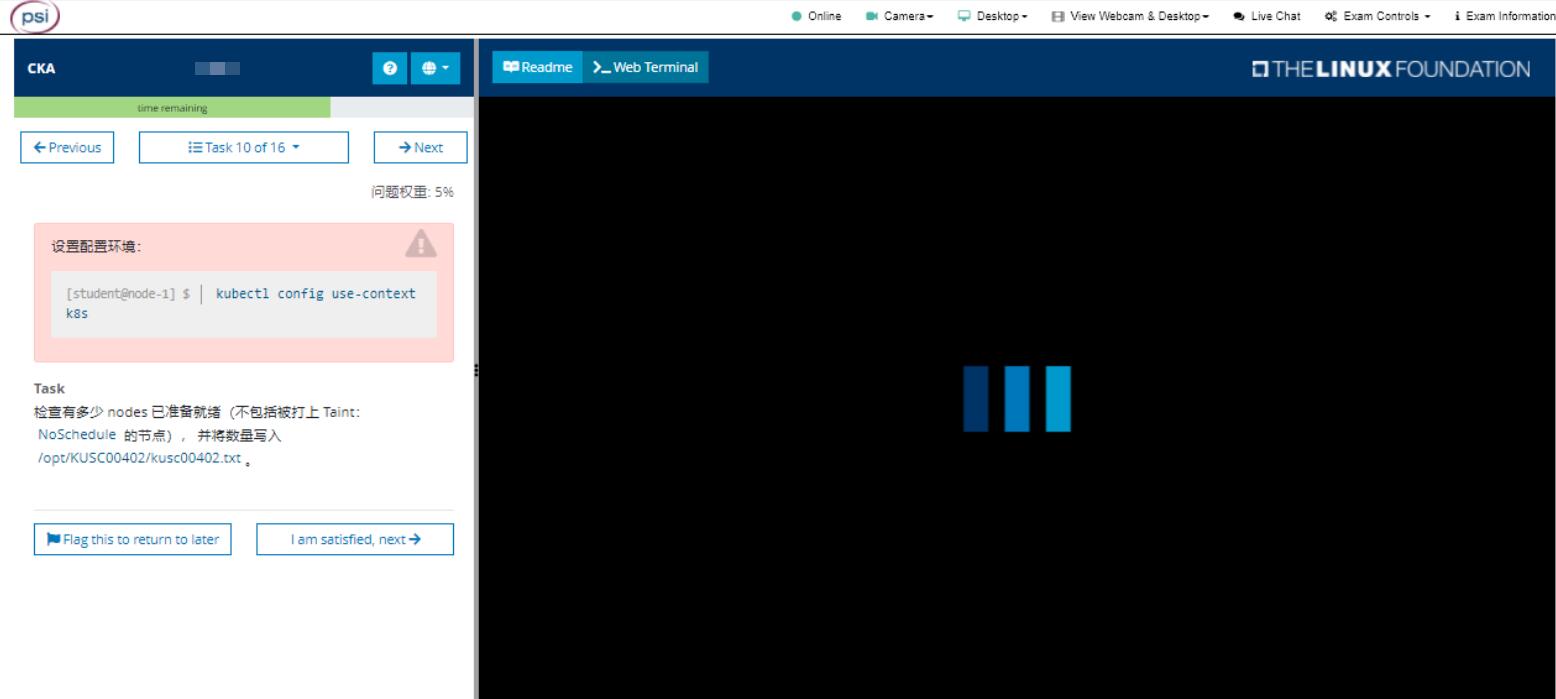 psi
Online Camera Desktop View Webcam & Desktop Live Chat Exam Controls Exam Information
CKA
Readme
Web Terminal
THE LINUX FOUNDATION
time remaining
Previous
Task 10 of 16
Next
问题权重: 5%
设置配置环境:
[student@node-1] $ | kubectl config use-context
k8s
Task
检查有多少 nodes 已准备就绪（不包括被打上 Taint:
NoSchedule 的节点）, 并将数量写入
/opt/KUSC00402/kusc00402.txt 。
Flag this to return to later
I am satisfied, next